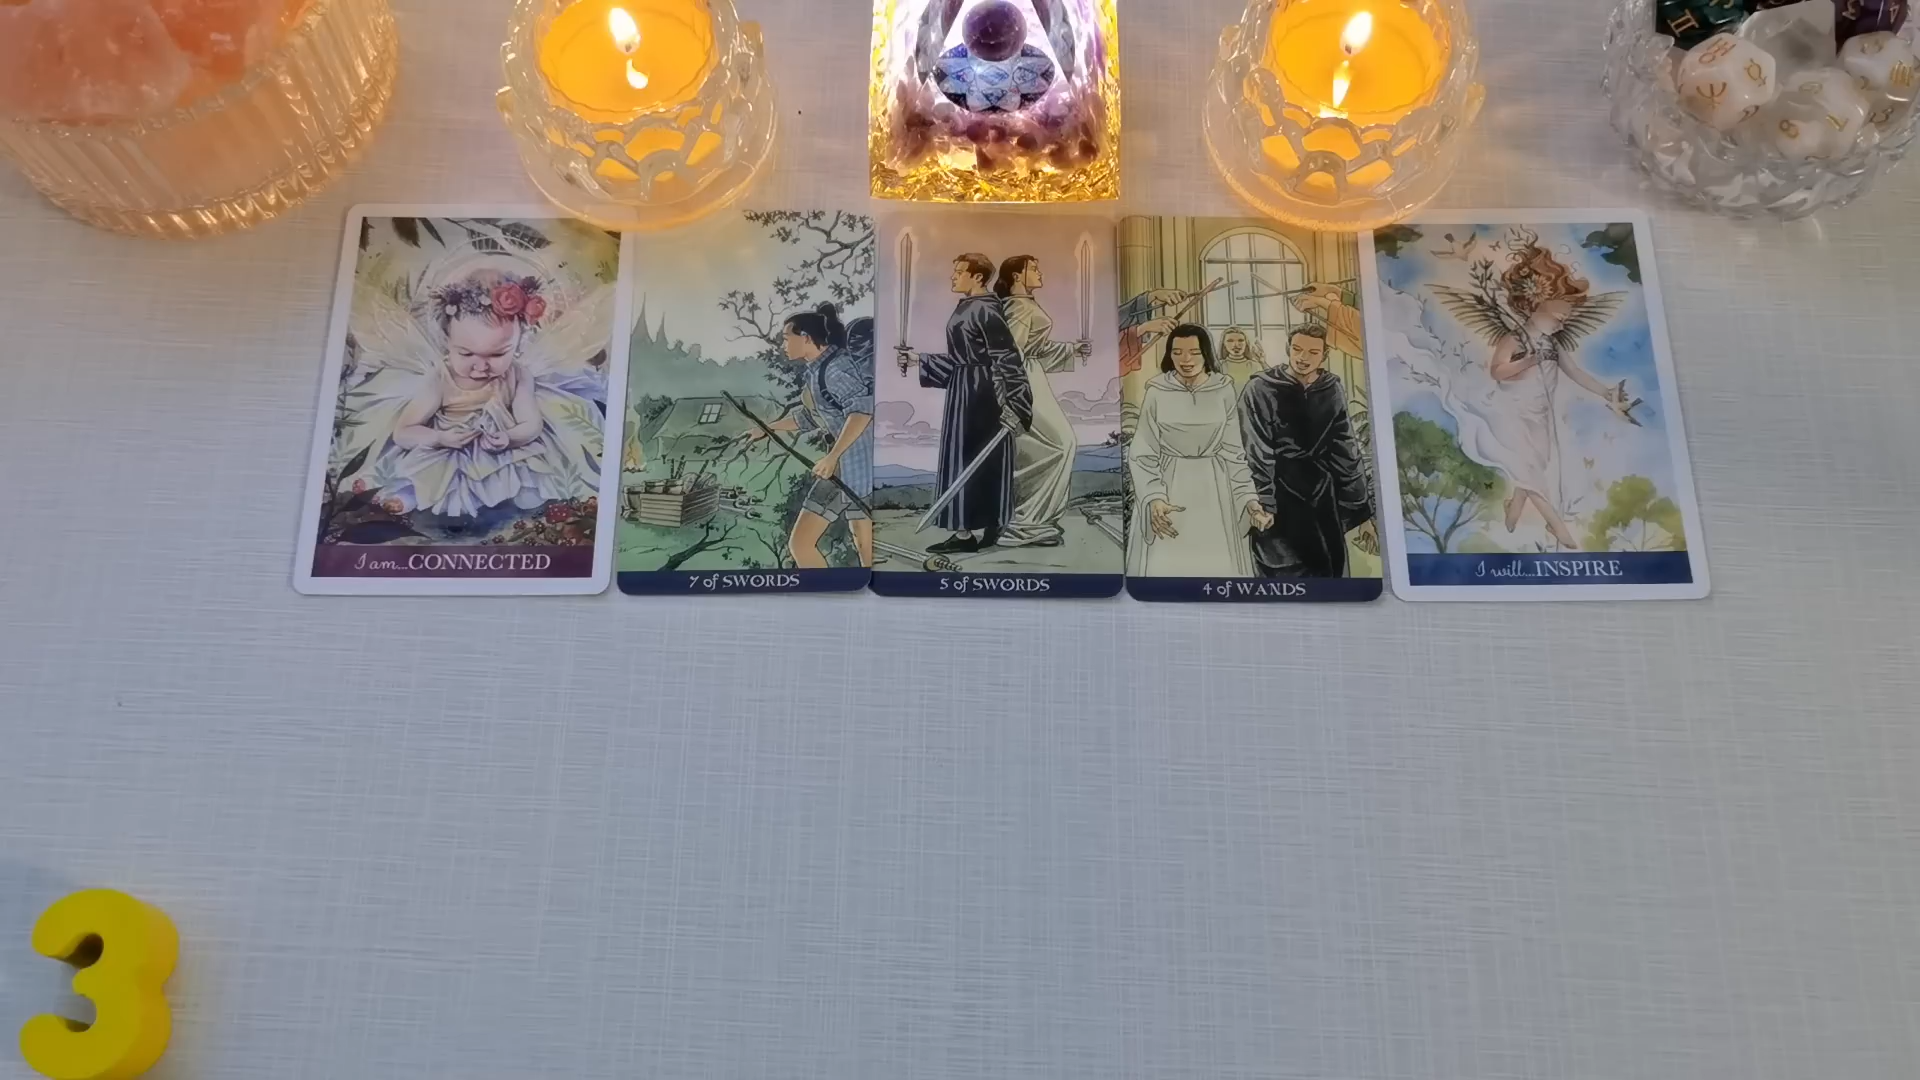 I am...CONNECTED
7 of SWORDS
5 of SWORDS
4 of WANDS
I will...INSPIRE
3